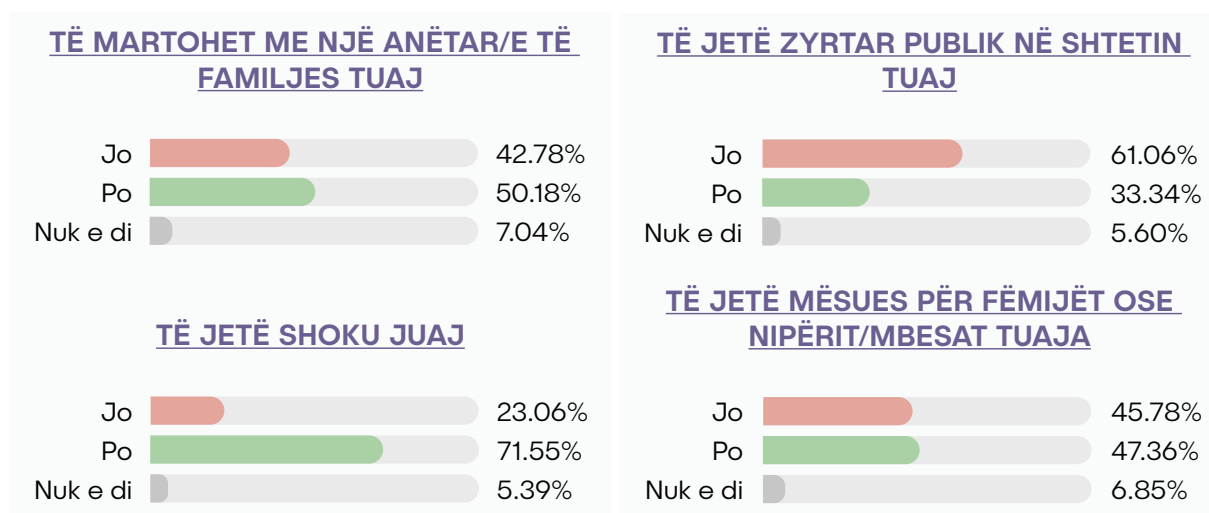 TË MARTOHET ME NJË ANËTAR/E TË
FAMILJES TUAJ
Jo 42.78%
Po 50.18%
Nuk e di 7.04%
TË JETË ZYRTAR PUBLIK NË SHTETIN
TUAJ
Jo 61.06%
Po 33.34%
Nuk e di 5.60%
TË JETË SHOKU JUAJ
Jo 23.06%
Po 71.55%
Nuk e di 5.39%
TË JETË MËSUES PËR FËMIJËT OSE
NIPËRIT/MBESAT TUAJA
Jo 45.78%
Po 47.36%
Nuk e di 6.85%